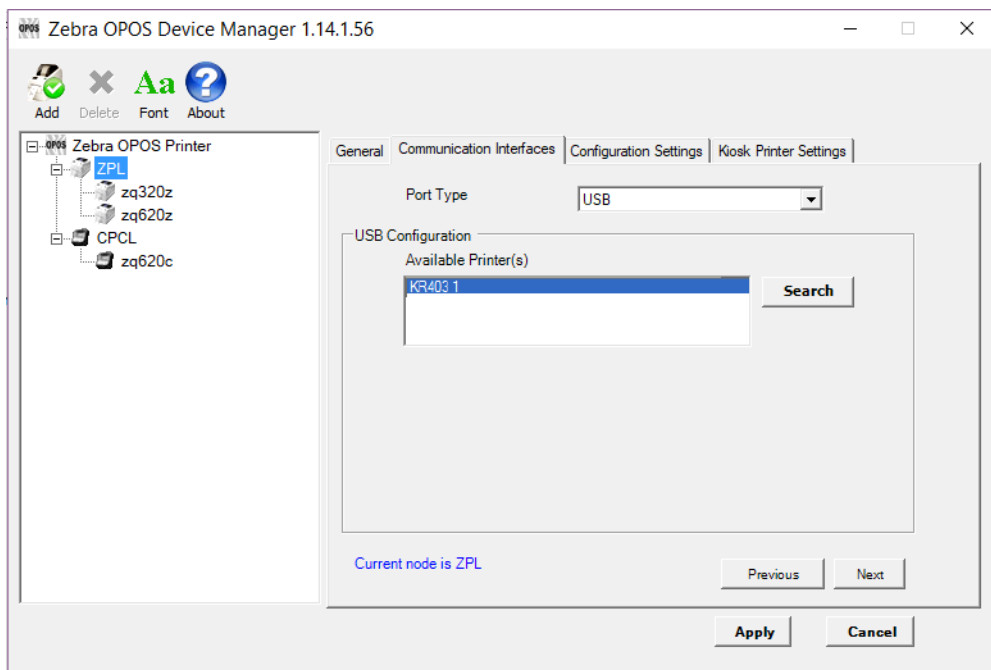 OPOS Zebra OPOS Device Manager 1.14.1.56
Add Delete Font About
Aa
?
OPOS Zebra OPOS Printer
ZPL
zq320z
zq620z
CPCL
zq620c
General Communication Interfaces Configuration Settings Kiosk Printer Settings
Port Type USB
USB Configuration
Available Printer(s)
KR403 1
Search
Current node is ZPL
Previous Next
Apply Cancel